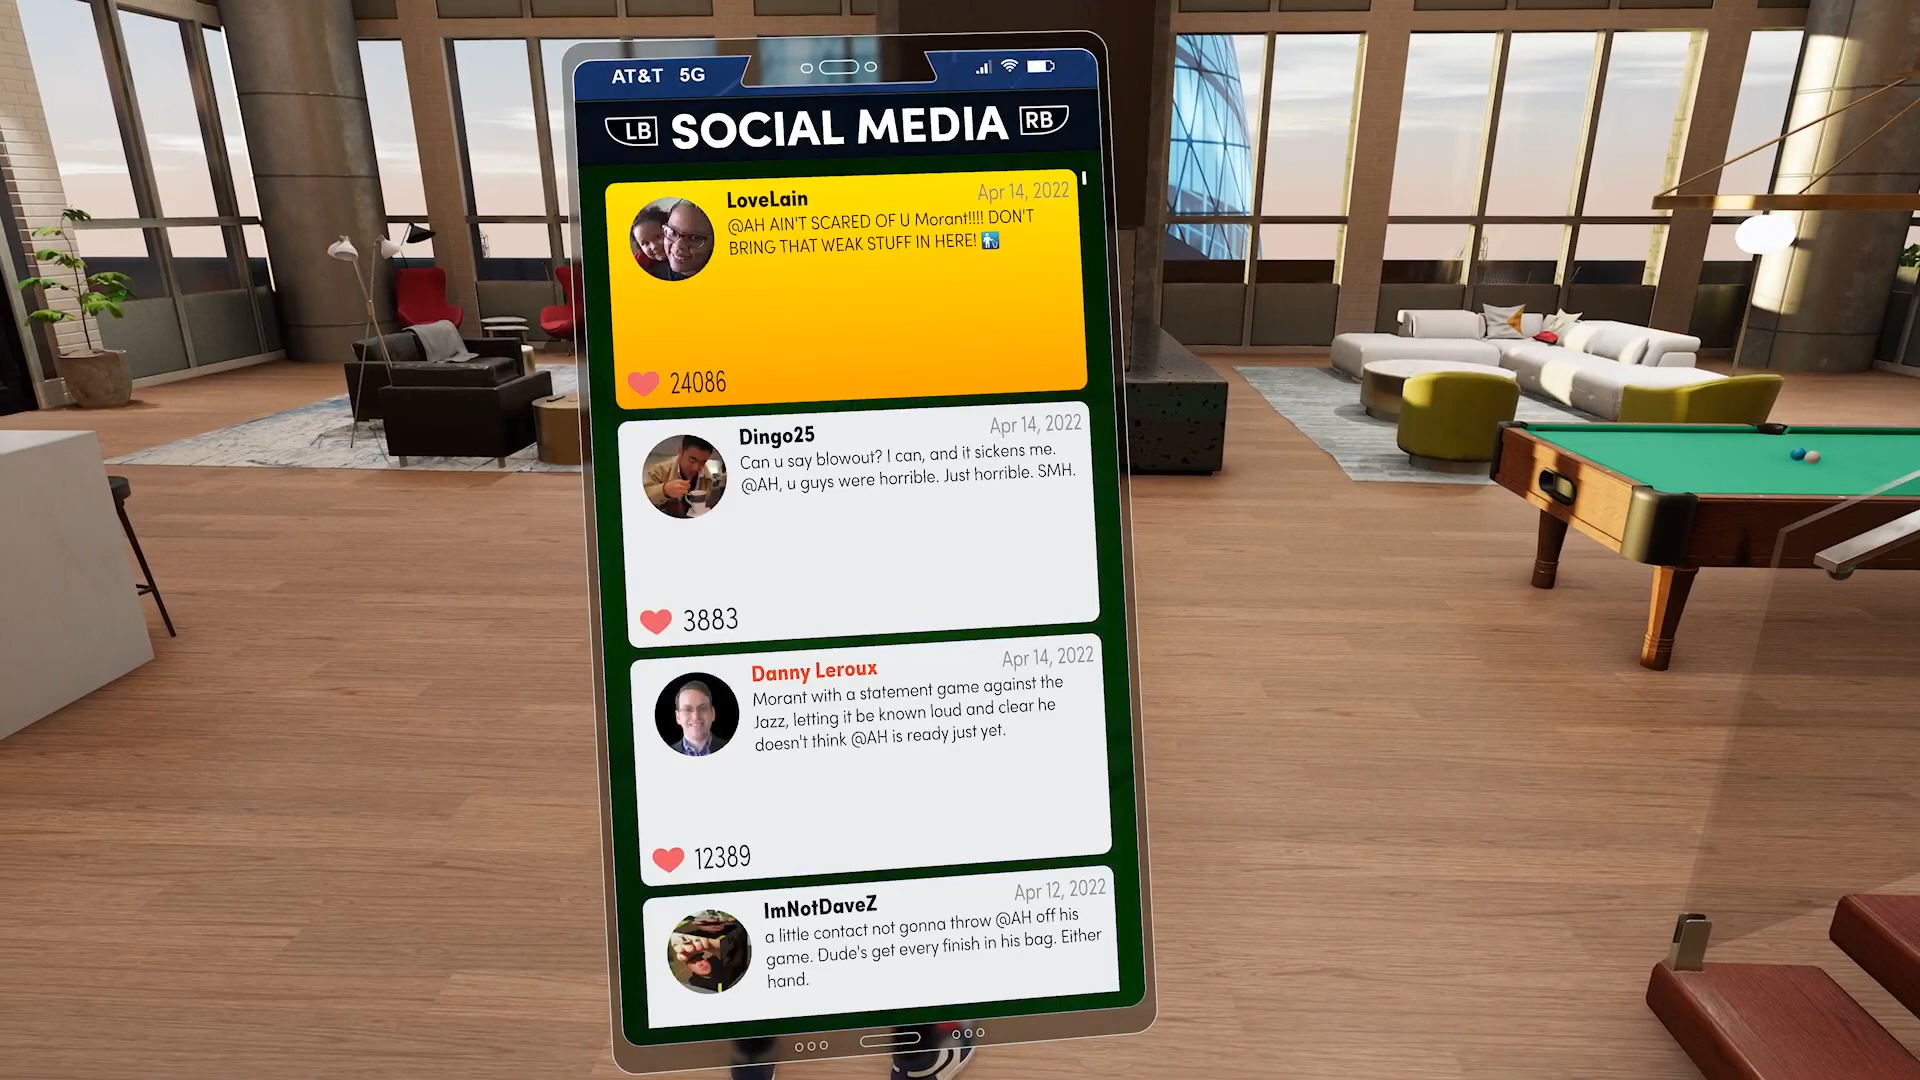 AT&T 5G
LB SOCIAL MEDIA RB
LoveLain Apr 14, 2022
@AH AIN'T SCARED OF U Morant!!!! DON'T
BRING THAT WEAK STUFF IN HERE! 🚮
24086
Dingo25 Apr 14, 2022
Can u say blowout? I can, and it sickens me.
@AH, u guys were horrible. Just horrible. SMH.
3883
Danny Leroux Apr 14, 2022
Morant with a statement game against the
Jazz, letting it be known loud and clear he
doesn't think @AH is ready just yet.
12389
ImNotDaveZ Apr 12, 2022
a little contact not gonna throw @AH off his
game. Dude's get every finish in his bag. Either
hand.